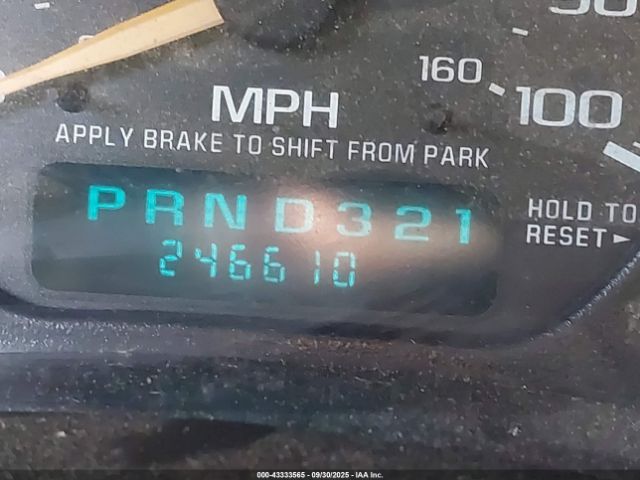 160
100
MPH
APPLY BRAKE TO SHIFT FROM PARK
PRND321
246610
HOLD TO
RESET►
000-43333565 - 09/30/2025 - IAA Inc.